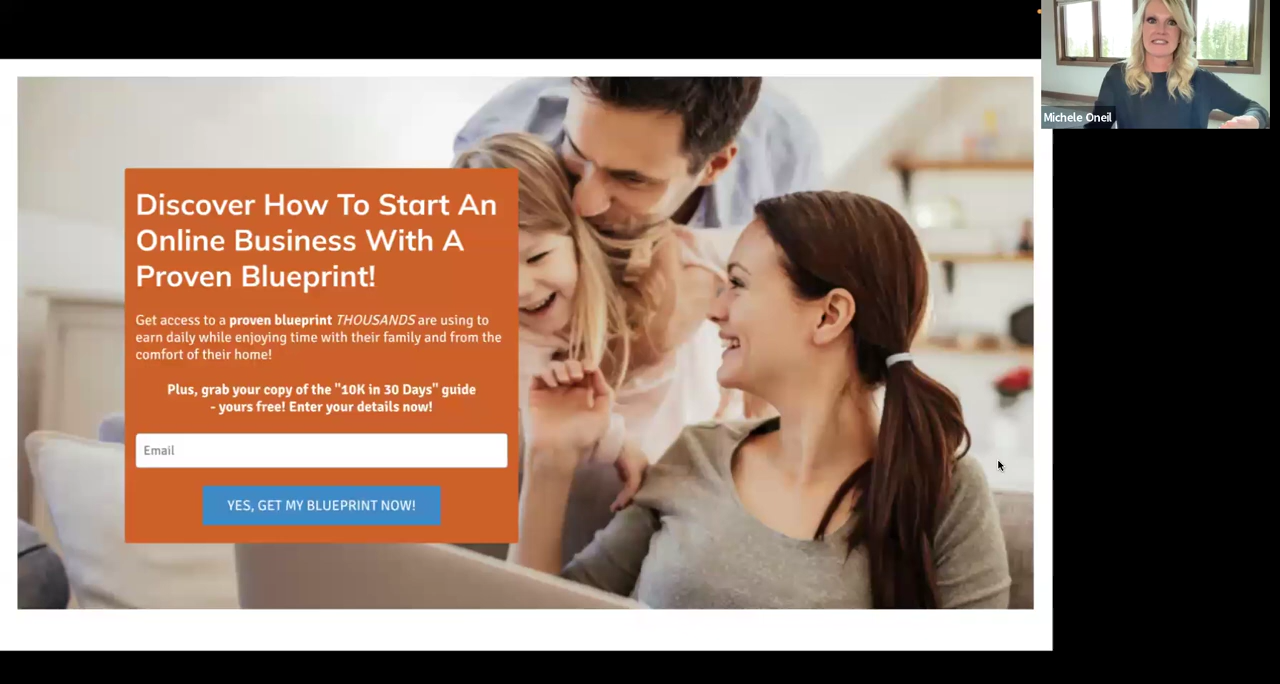 Michele Oneil
Discover How To Start An
Online Business With A
Proven Blueprint!
Get access to a proven blueprint THOUSANDS are using to
earn daily while enjoying time with their family and from the
comfort of their home!
Plus, grab your copy of the "10K in 30 Days" guide
- yours free! Enter your details now!
Email
YES, GET MY BLUEPRINT NOW!